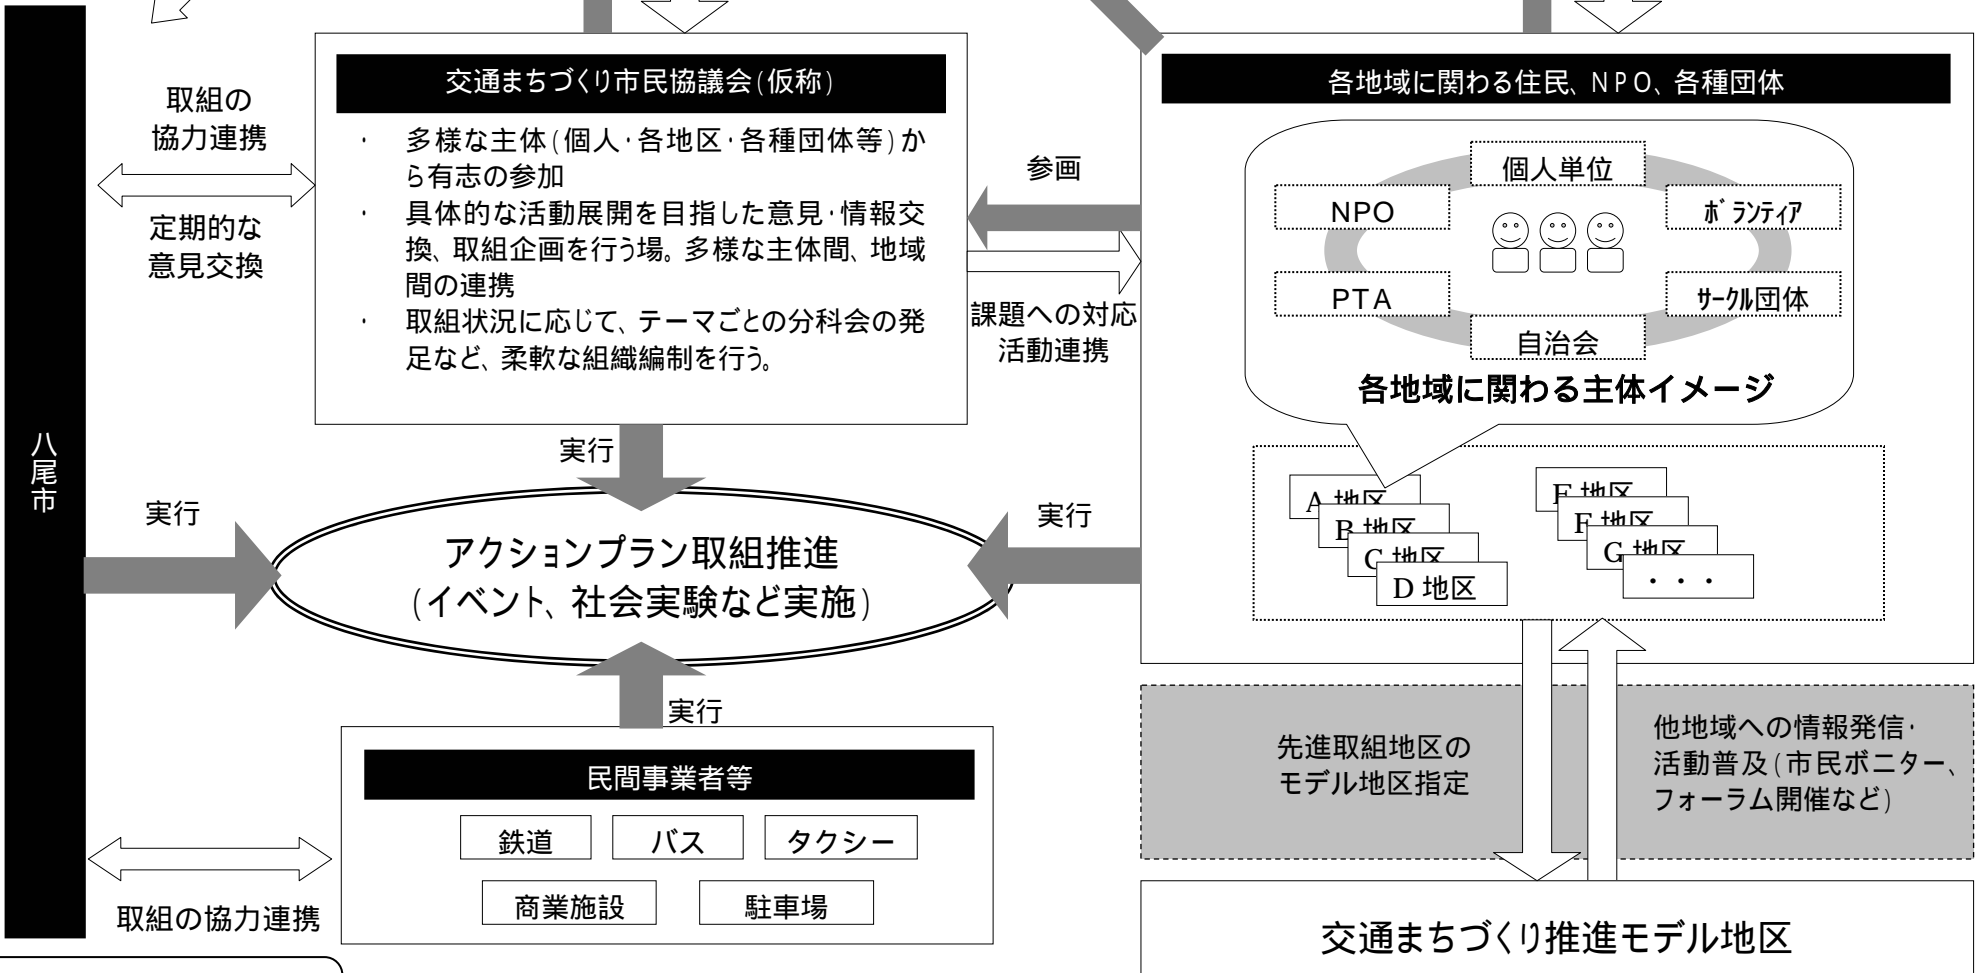 八尾市
取組の
協力連携
定期的な
意見交換
交通まちづくり市民協議会(仮称)
・ 多様な主体(個人・各地区・各種団体等)か
ら有志の参加
・ 具体的な活動展開を目指した意見・情報交
換、取組企画を行う場。多様な主体間、地域
間の連携
・ 取組状況に応じて、テーマごとの分科会の発
足など、柔軟な組織編制を行う。
参画
課題への対応
活動連携
各地域に関わる住民、NPO、各種団体
個人単位
NPO
ボランティア
PTA
サークル団体
自治会
各地域に関わる主体イメージ
A 地区
B 地区
C 地区
D 地区
E 地区
F 地区
G 地区
・・・
実行
実行
実行
アクションプラン取組推進
(イベント、社会実験など実施)
実行
民間事業者等
鉄道
バス
タクシー
商業施設
駐車場
取組の協力連携
先進取組地区の
モデル地区指定
他地域への情報発信・
活動普及(市民ボニター、
フォーラム開催など)
交通まちづくり推進モデル地区